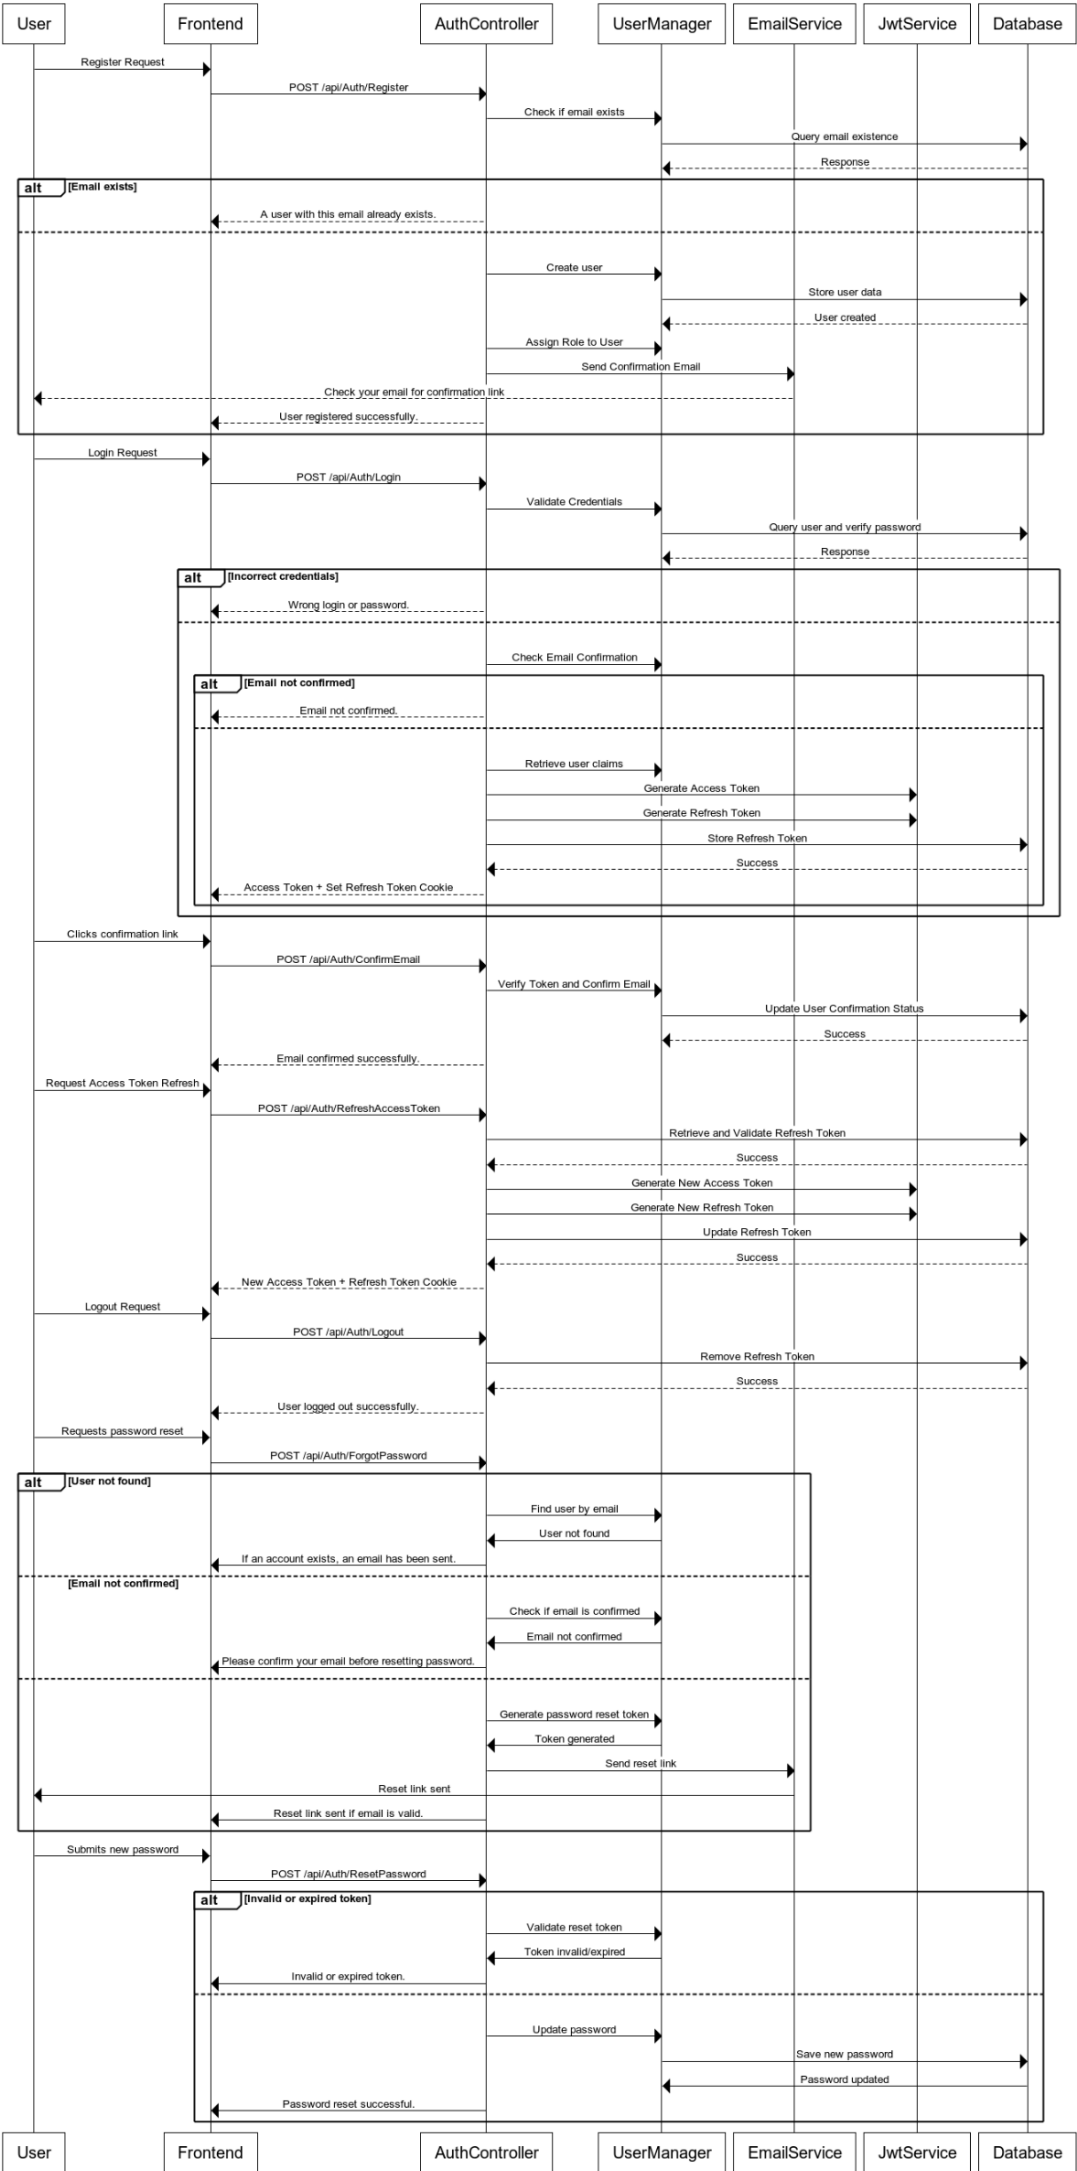 User
Frontend
AuthController
UserManager
EmailService
JwtService
Database
Register Request
POST /api/Auth/Register
Check if email exists
Query email existence
Response
alt [Email exists]
A user with this email already exists.
Create user
Store user data
User created
Assign Role to User
Send Confirmation Email
Check your email for confirmation link
User registered successfully.
Login Request
POST /api/Auth/Login
Validate Credentials
Query user and verify password
Response
alt [Incorrect credentials]
Wrong login or password.
Check Email Confirmation
alt [Email not confirmed]
Email not confirmed.
Retrieve user claims
Generate Access Token
Generate Refresh Token
Store Refresh Token
Success
Access Token + Set Refresh Token Cookie
Clicks confirmation link
POST /api/Auth/ConfirmEmail
Verify Token and Confirm Email
Update User Confirmation Status
Success
Email confirmed successfully.
Request Access Token Refresh
POST /api/Auth/RefreshAccessToken
Retrieve and Validate Refresh Token
Success
Generate New Access Token
Generate New Refresh Token
Update Refresh Token
Success
New Access Token + Refresh Token Cookie
Logout Request
POST /api/Auth/Logout
Remove Refresh Token
Success
User logged out successfully.
Requests password reset
POST /api/Auth/ForgotPassword
alt [User not found]
Find user by email
User not found
If an account exists, an email has been sent.
[Email not confirmed]
Check if email is confirmed
Email not confirmed
Please confirm your email before resetting password.
Generate password reset token
Token generated
Send reset link
Reset link sent
Reset link sent if email is valid.
Submits new password
POST /api/Auth/ResetPassword
alt [Invalid or expired token]
Validate reset token
Token invalid/expired
Invalid or expired token.
Update password
Save new password
Password updated
Password reset successful.
User
Frontend
AuthController
UserManager
EmailService
JwtService
Database